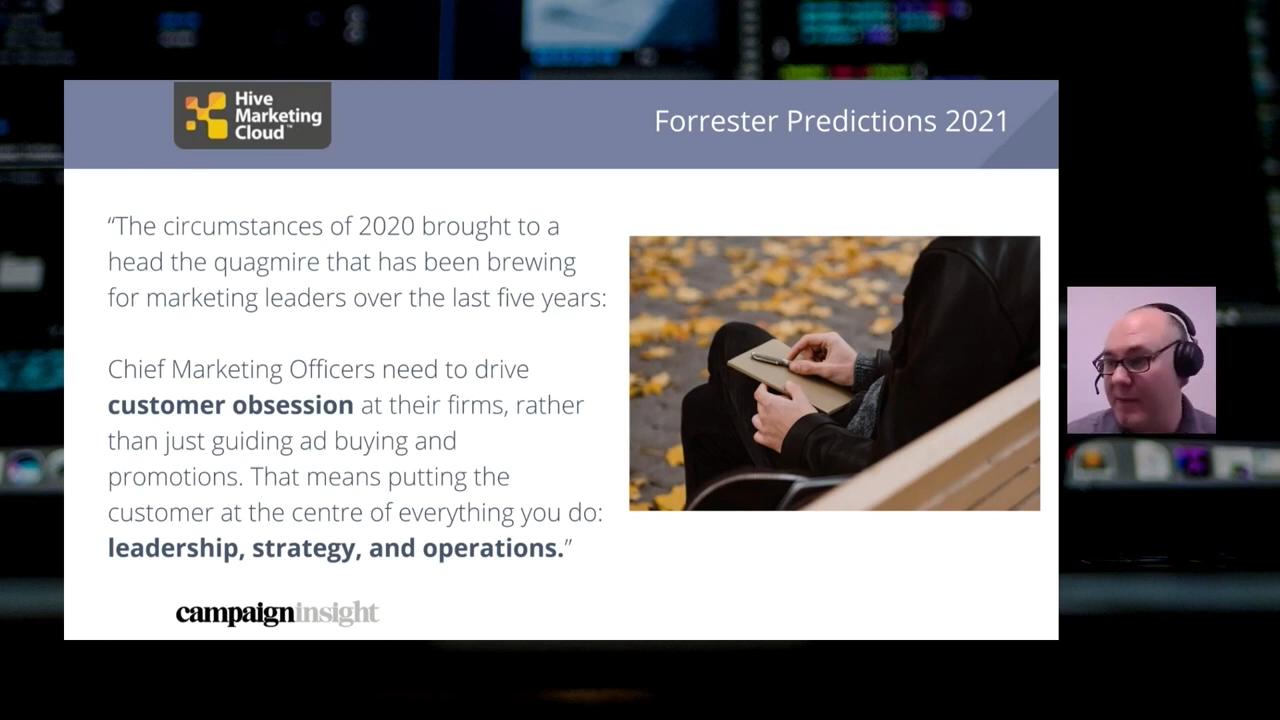 Hive
Marketing
Cloud™
Forrester Predictions 2021
“The circumstances of 2020 brought to a
head the quagmire that has been brewing
for marketing leaders over the last five years:
Chief Marketing Officers need to drive
customer obsession at their firms, rather
than just guiding ad buying and
promotions. That means putting the
customer at the centre of everything you do:
leadership, strategy, and operations.”
campaigninsight